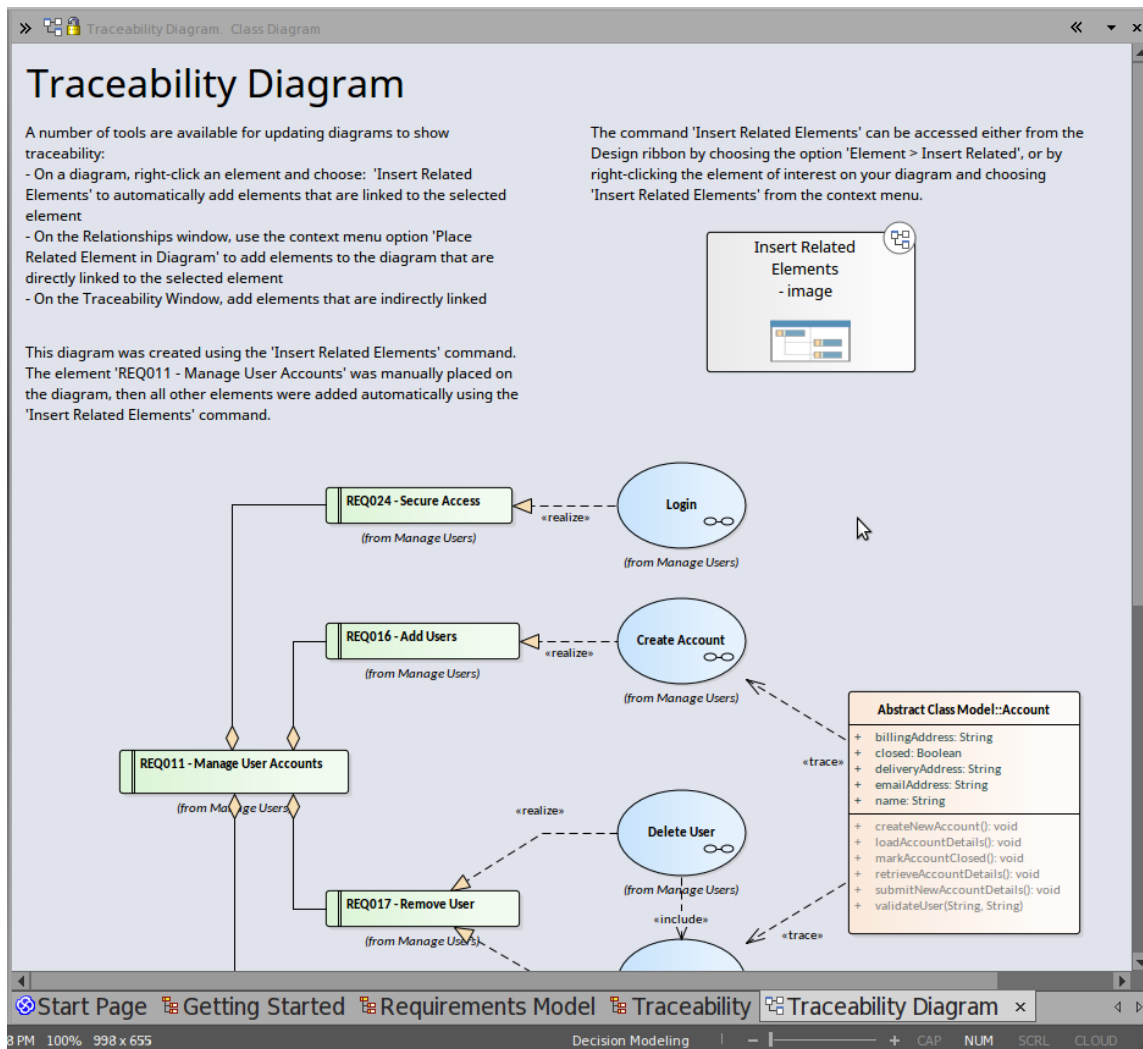 Traceability Diagram.  Class Diagram
Traceability Diagram
A number of tools are available for updating diagrams to show
traceability:
- On a diagram, right-click an element and choose:  'Insert Related
Elements' to automatically add elements that are linked to the selected
element
- On the Relationships window, use the context menu option 'Place
Related Element in Diagram' to add elements to the diagram that are
directly linked to the selected element
- On the Traceability Window, add elements that are indirectly linked
This diagram was created using the 'Insert Related Elements' command.
The element 'REQ011 - Manage User Accounts' was manually placed on
the diagram, then all other elements were added automatically using the
'Insert Related Elements' command.
The command 'Insert Related Elements' can be accessed either from the
Design ribbon by choosing the option 'Element > Insert Related', or by
right-clicking the element of interest on your diagram and choosing
'Insert Related Elements' from the context menu.
Insert Related
Elements
- image
REQ024 - Secure Access
(from Manage Users)
«realize»
Login
(from Manage Users)
REQ016 - Add Users
(from Manage Users)
«realize»
Create Account
(from Manage Users)
REQ011 - Manage User Accounts
(from Manage Users)
«trace»
Abstract Class Model::Account
+ billingAddress: String
+ closed: Boolean
+ deliveryAddress: String
+ emailAddress: String
+ name: String
+ createNewAccount(): void
+ loadAccountDetails(): void
+ markAccountClosed(): void
+ retrieveAccountDetails(): void
+ submitNewAccountDetails(): void
+ validateUser(String, String)
«realize»
Delete User
(from Manage Users)
«include»
«trace»
REQ017 - Remove User
(from Manage Users)
Start Page
Getting Started
Requirements Model
Traceability
Traceability Diagram
8 PM 100% 998 x 655
Decision Modeling
CAP NUM SCRL CLOUD